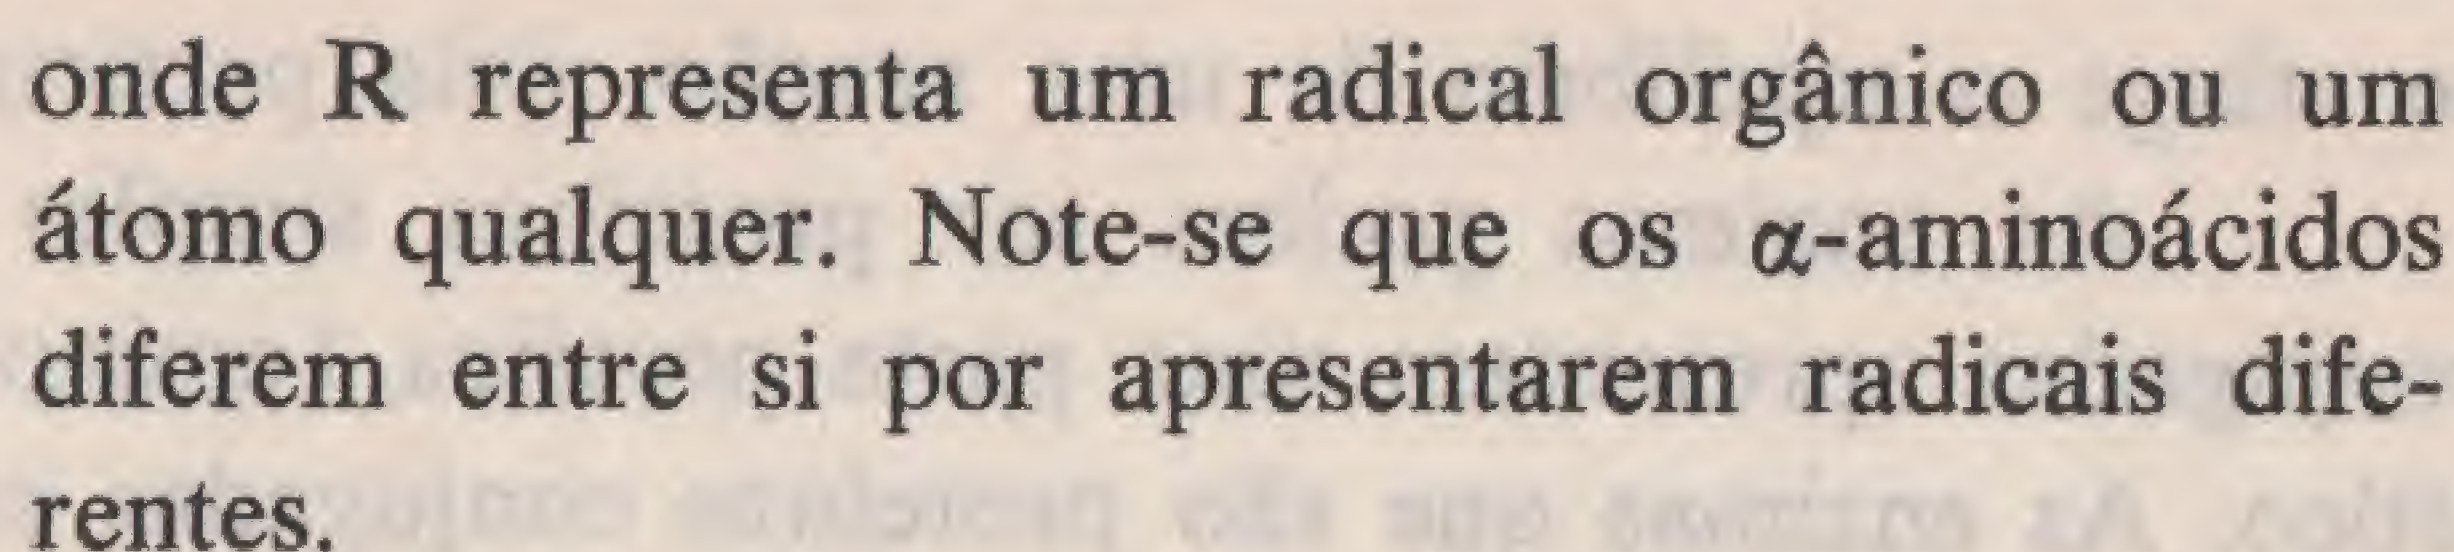 onde R representa um radical orgânico ou um
átomo qualquer. Note-se que os α-aminoácidos
diferem entre si por apresentarem radicais dife-
rentes.